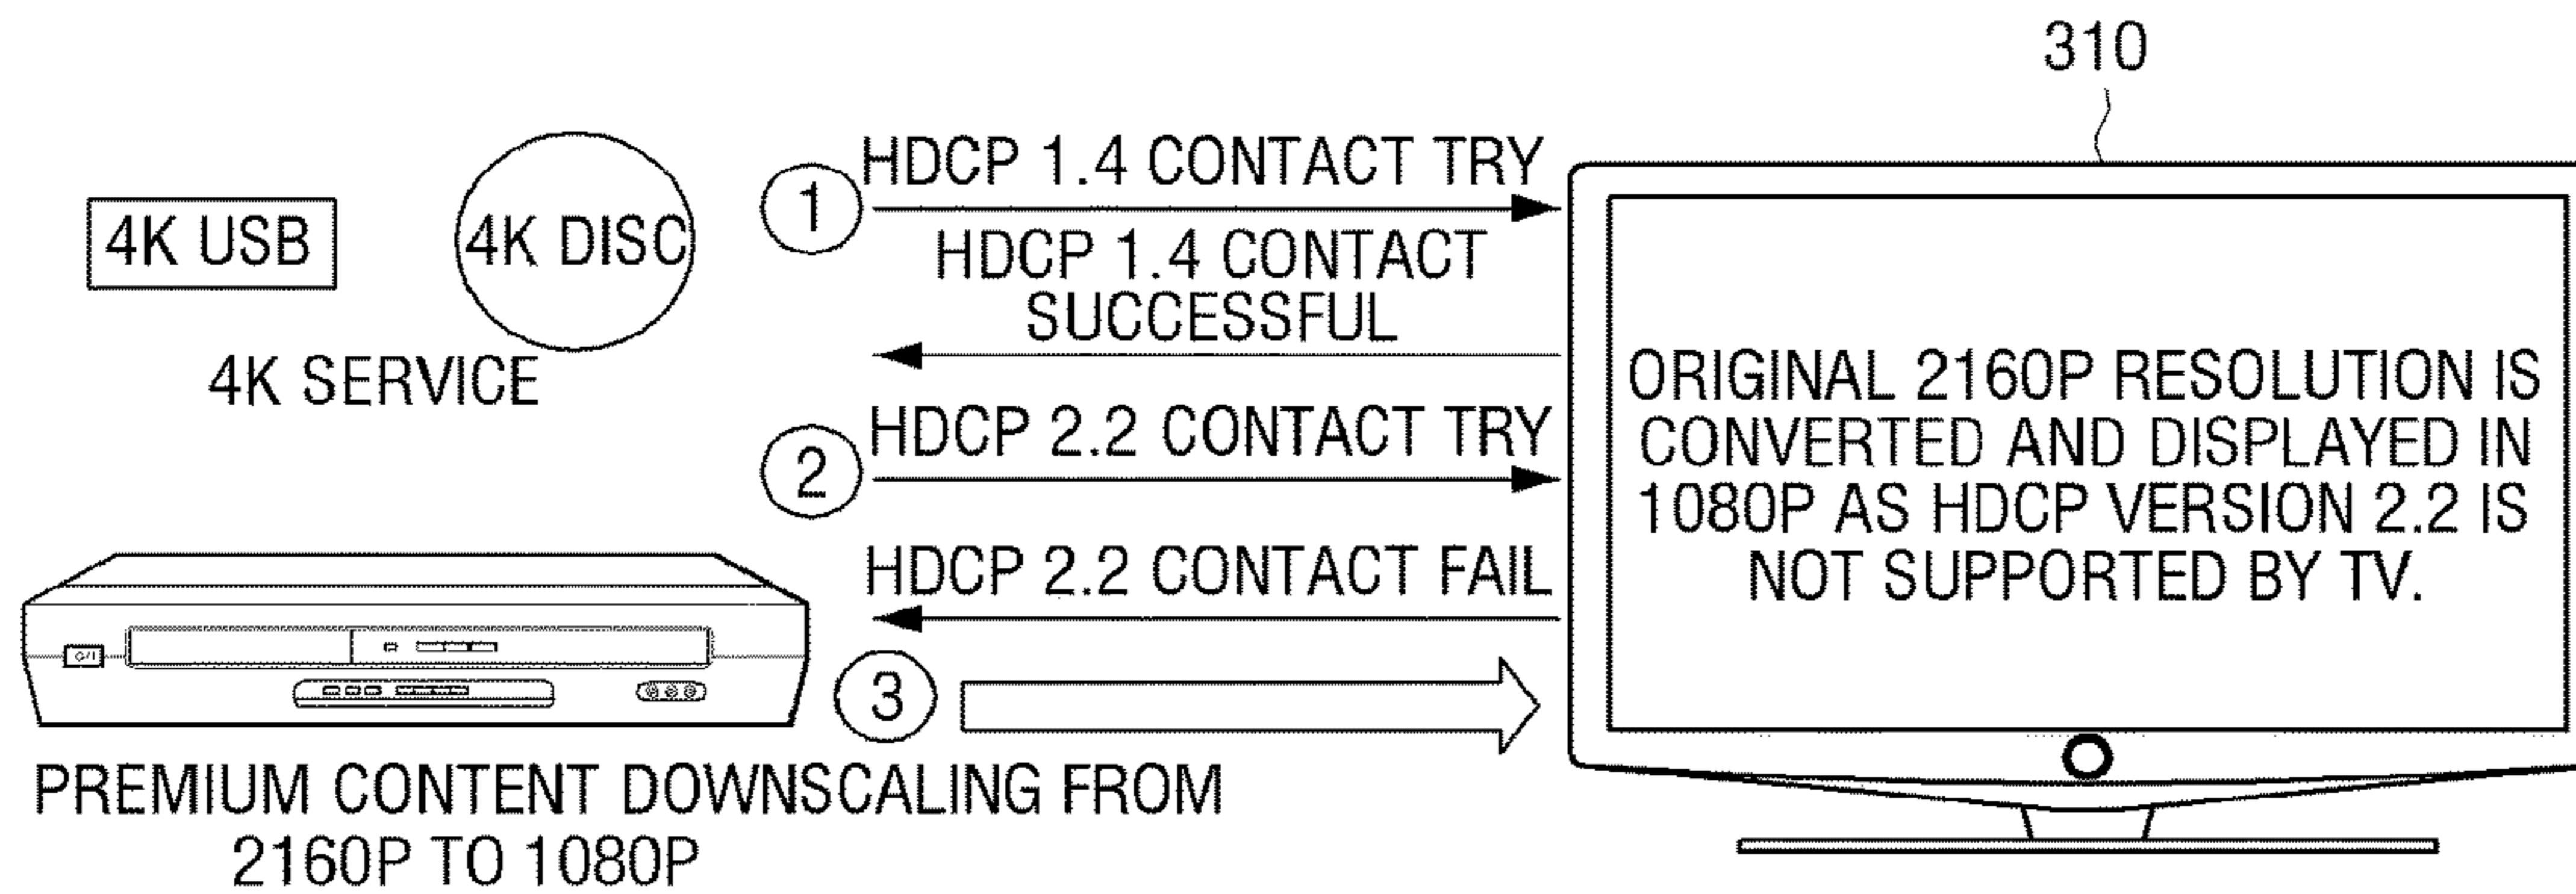 310
4K USB
4K DISC
4K SERVICE
1
HDCP 1.4 CONTACT TRY
HDCP 1.4 CONTACT
SUCCESSFUL
2
HDCP 2.2 CONTACT TRY
HDCP 2.2 CONTACT FAIL
3
PREMIUM CONTENT DOWNSCALING FROM
2160P TO 1080P
ORIGINAL 2160P RESOLUTION IS
CONVERTED AND DISPLAYED IN
1080P AS HDCP VERSION 2.2 IS
NOT SUPPORTED BY TV.